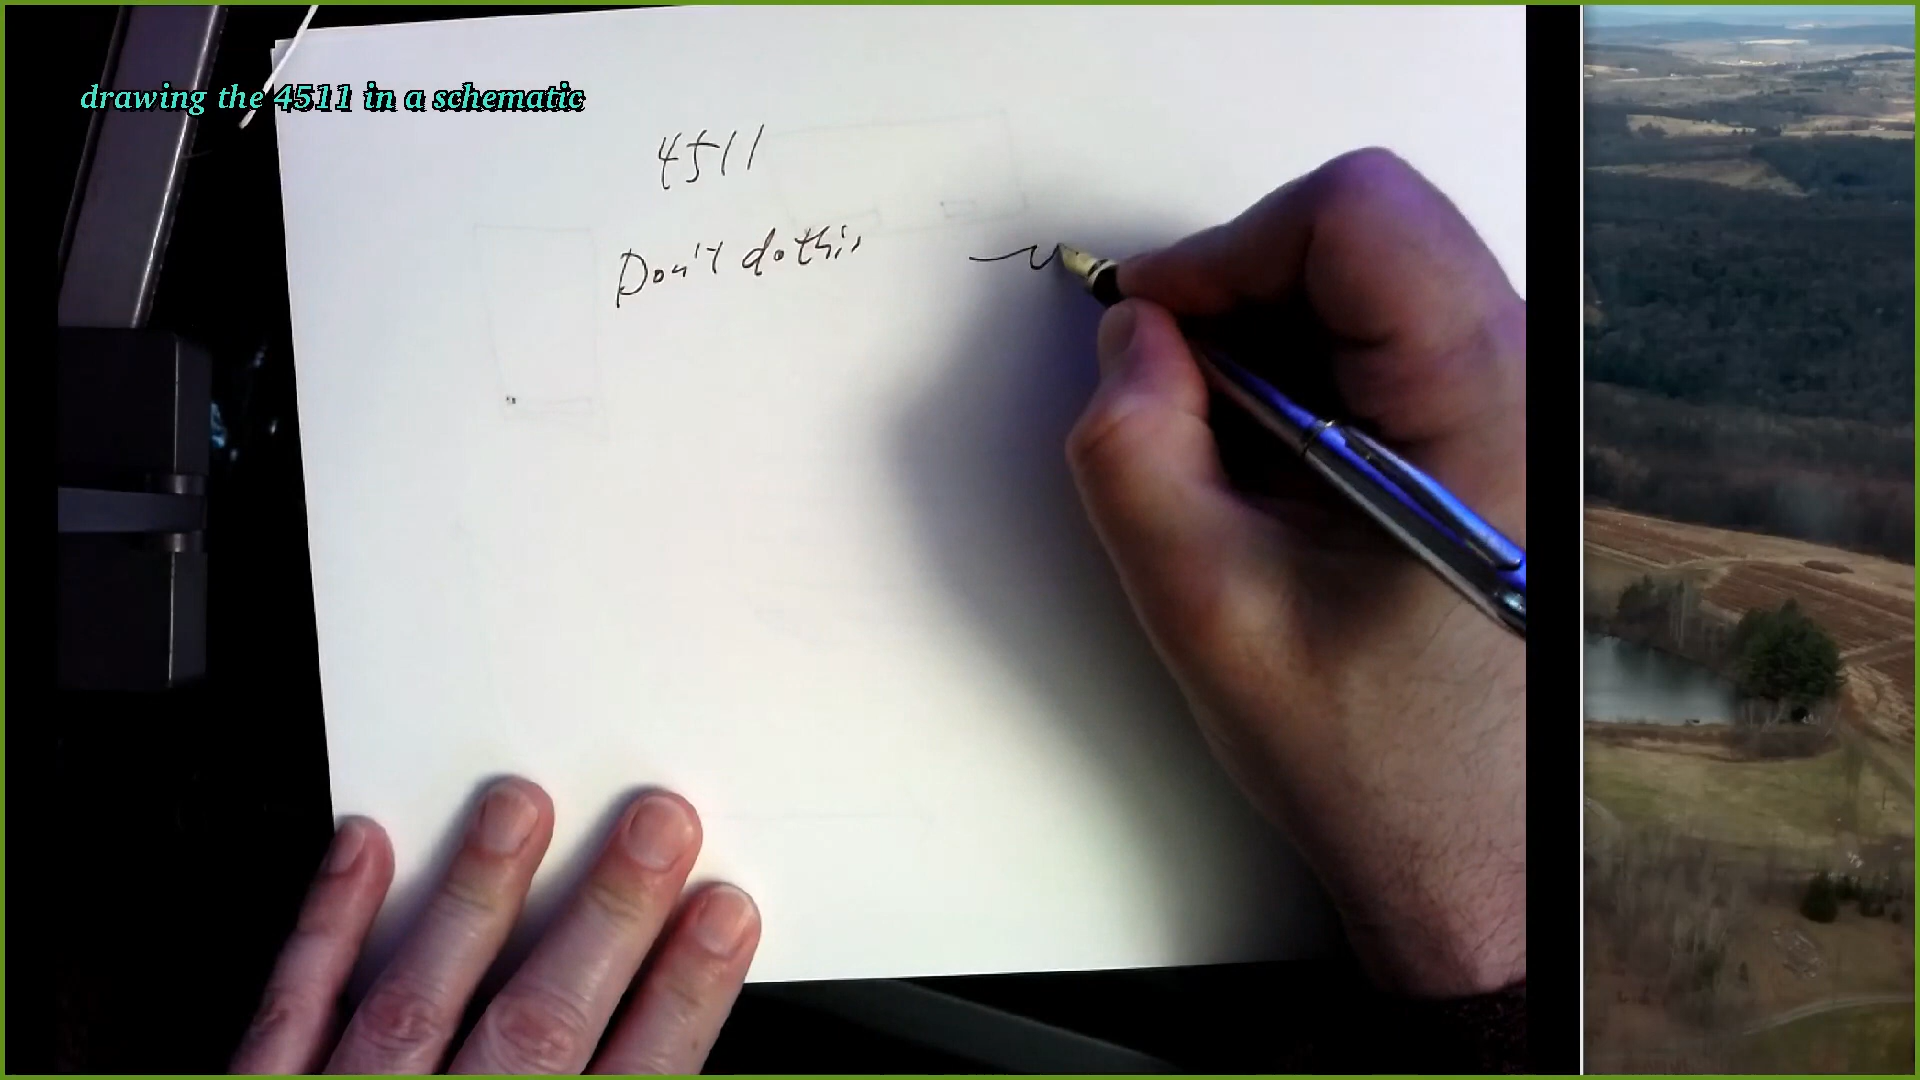 drawing the 4511 in a schematic
4511
Don't do this